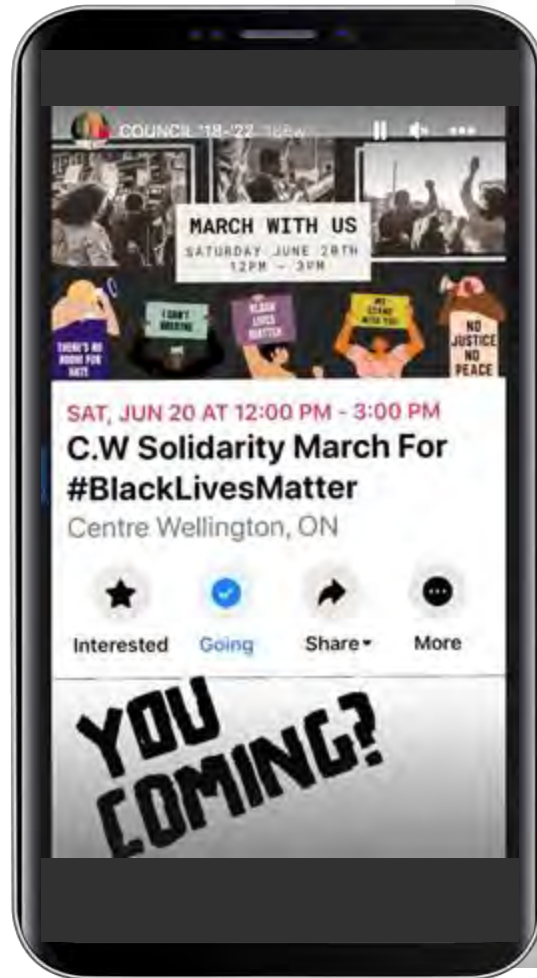 COUNCIL '18-'22
MARCH WITH US
SATURDAY JUNE 20TH
12PM - 3PM
THERE'S NO
ROOM FOR
HATE
I CAN'T
BREATHE
BLACK
LIVES
MATTER
WE
STAND
WITH YOU
NO
JUSTICE
NO
PEACE
SAT, JUN 20 AT 12:00 PM - 3:00 PM
C.W Solidarity March For
#BlackLivesMatter
Centre Wellington, ON
Interested Going Share More
YOU
COMING?